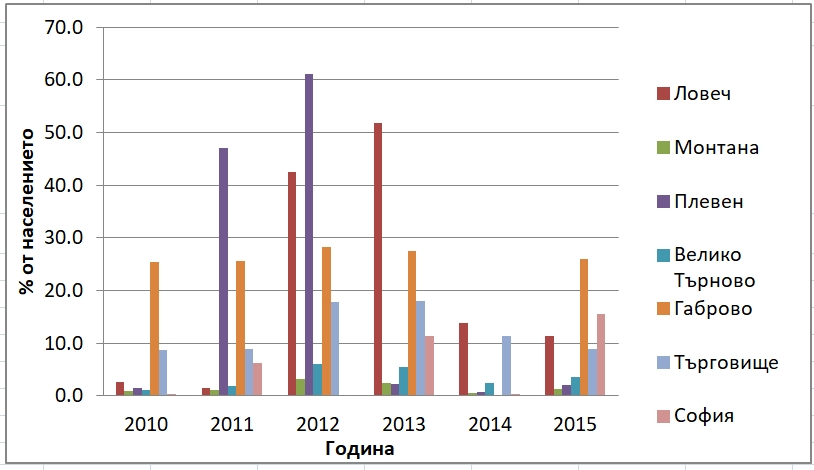 70.0
60.0
50.0
40.0
30.0
20.0
10.0
0.0
% от населението
2010 2011 2012 2013 2014 2015
Година
Ловеч
Монтана
Плевен
Велико
Търново
Габрово
Търговище
София